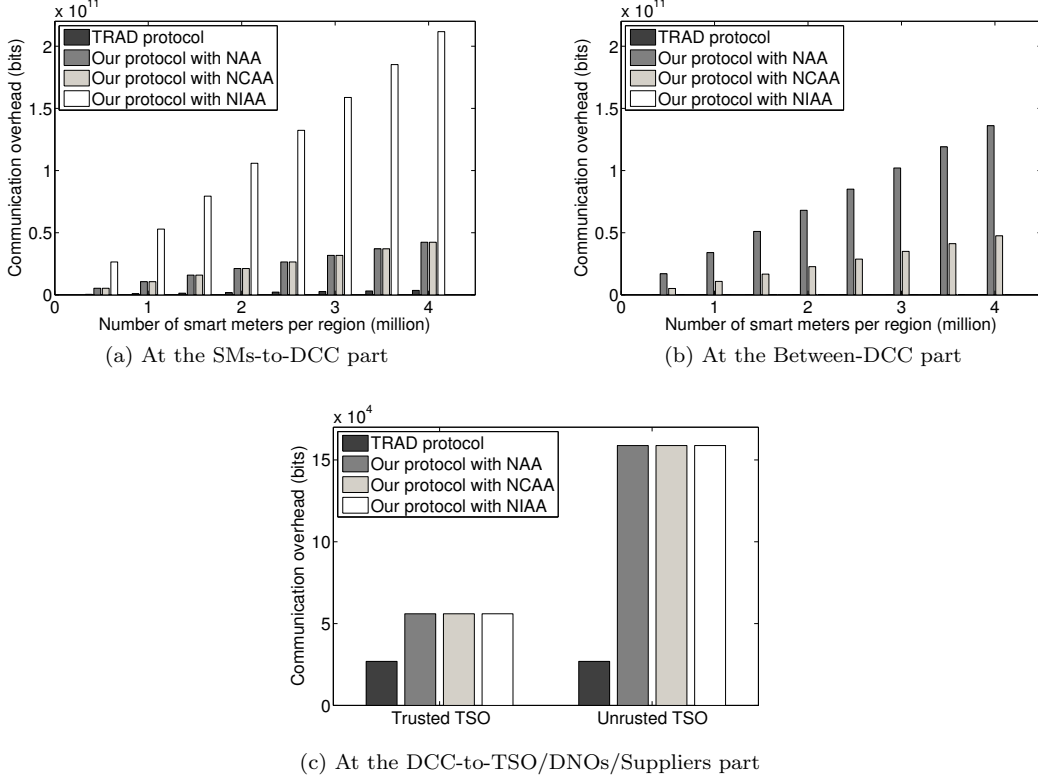 x 10^11
2
1.5
1
0.5
0
Communication overhead (bits)
TRAD protocol
Our protocol with NAA
Our protocol with NCAA
Our protocol with NIAA
0 1 2 3 4
Number of smart meters per region (million)
(a) At the SMs-to-DCC part
x 10^11
2
1.5
1
0.5
0
Communication overhead (bits)
TRAD protocol
Our protocol with NAA
Our protocol with NCAA
Our protocol with NIAA
0 1 2 3 4
Number of smart meters per region (million)
(b) At the Between-DCC part
x 10^4
15
10
5
0
Communication overhead (bits)
TRAD protocol
Our protocol with NAA
Our protocol with NCAA
Our protocol with NIAA
Trusted TSO Unrusted TSO
(c) At the DCC-to-TSO/DNOs/Suppliers part